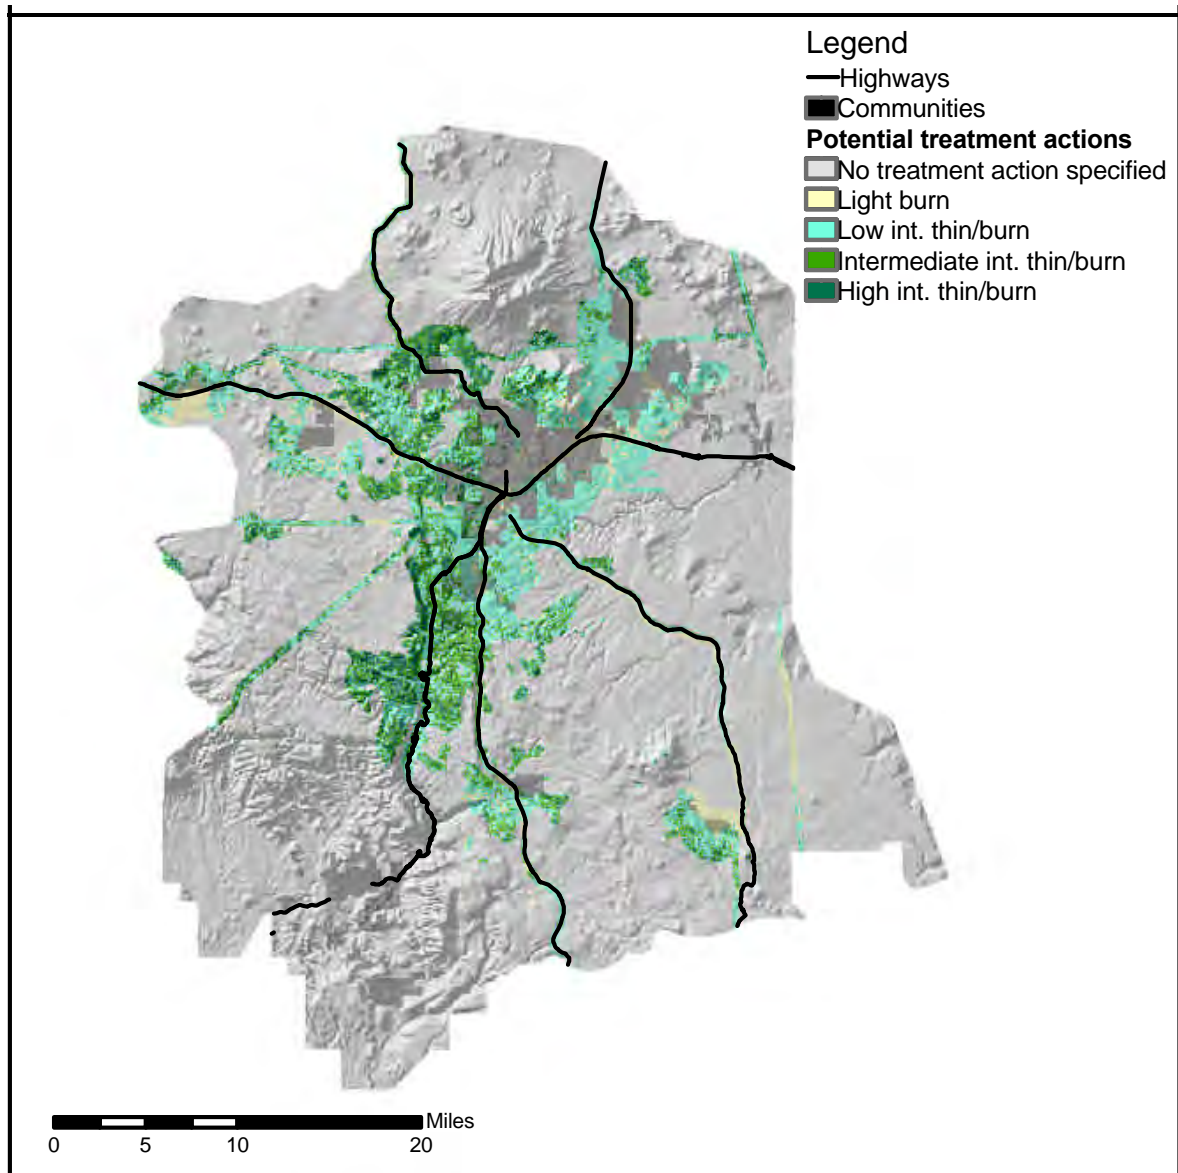 Legend
Highways
Communities
Potential treatment actions
No treatment action specified
Light burn
Low int. thin/burn
Intermediate int. thin/burn
High int. thin/burn
Miles
0 5 10 20